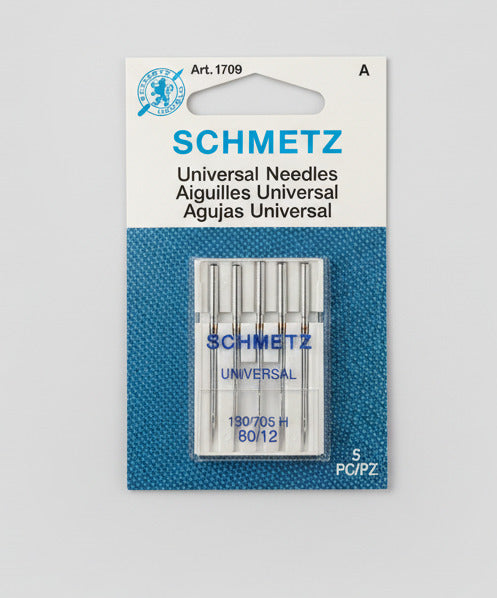 Art.1709
A
SCHMETZ
Universal Needles
Aiguilles Universal
Agujas Universal
SCHMETZ
UNIVERSAL
130/705 H
80/12
5
PC/PZ